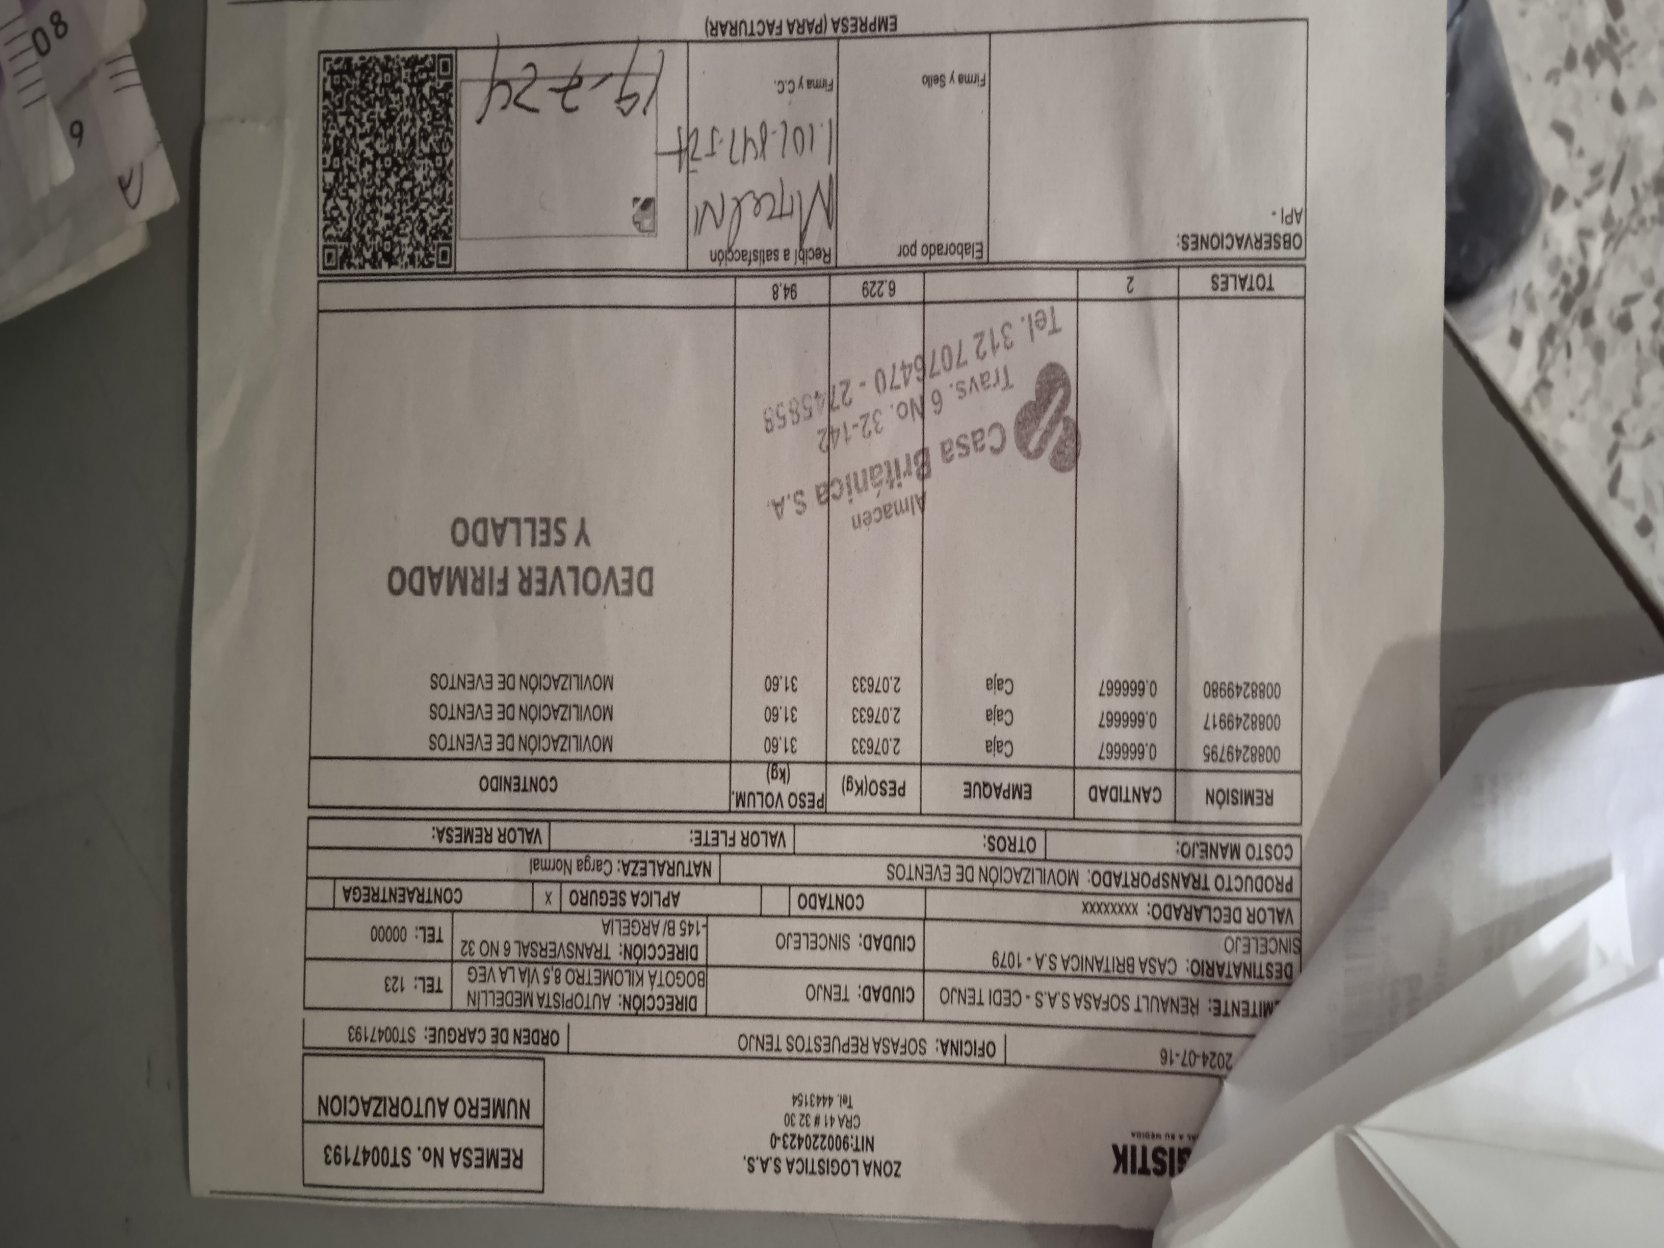 GISTIK
ZONA LOGISTICA S.A.S.
NIT:900220423-0
CRA 41 # 32 30
Tel. 4443154
REMESA No. ST0047193
NUMERO AUTORIZACION
2024-07-16 OFICINA: SOFASA REPUESTOS TENJO ORDEN DE CARGUE: ST0047193
MITENTE: RENAULT SOFASA S.A.S - CEDI TENJO CIUDAD: TENJO DIRECCIÓN: AUTOPISTA MEDELLÍN BOGOTÁ KILOMETRO 8,5 VÍA LA VEG TEL: 123
DESTINATARIO: CASA BRITANICA S.A - 1079 SINCELEJO CIUDAD: SINCELEJO DIRECCIÓN: TRANSVERSAL 6 NO 32 -145 B/ ARGELIA TEL: 00000
VALOR DECLARADO: xxxxxxxx CONTADO APLICA SEGURO X CONTRAENTREGA
PRODUCTO TRANSPORTADO: MOVILIZACIÓN DE EVENTOS NATURALEZA: Carga Normal
COSTO MANEJO: OTROS: VALOR FLETE: VALOR REMESA:
REMISIÓN CANTIDAD EMPAQUE PESO(Kg) PESO VOLUM. (kg) CONTENIDO
0088249795 0.666667 Caja 2.07633 31.60 MOVILIZACIÓN DE EVENTOS
0088249917 0.666667 Caja 2.07633 31.60 MOVILIZACIÓN DE EVENTOS
0088249980 0.666667 Caja 2.07633 31.60 MOVILIZACIÓN DE EVENTOS
DEVOLVER FIRMADO
Y SELLADO
Almacén
Casa Británica S.A.
Travs. 6 No. 32-142
Tel. 312 7076470 - 2745859
TOTALES 2 6.229 94.8
OBSERVACIONES:
API -
Elaborado por
Firma y Sello
Recibí a satisfacción
Firma y C.C.
19-7-24
EMPRESA (PARA FACTURAR)
08
6